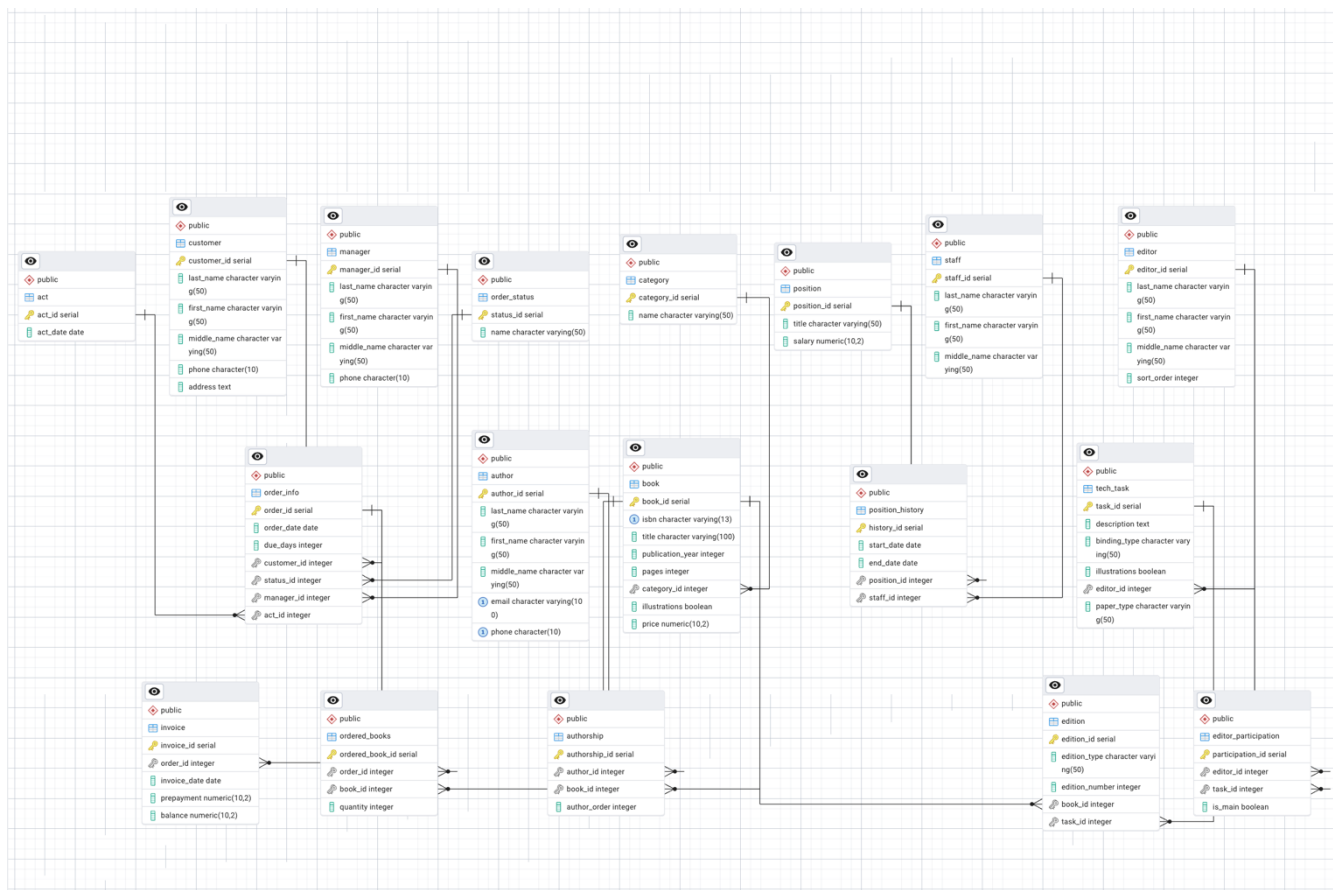 public
customer
customer_id serial
last_name character varyin
g(50)
first_name character varyin
g(50)
middle_name character var
ying(50)
phone character(10)
address text
public
manager
manager_id serial
last_name character varyin
g(50)
first_name character varyin
g(50)
middle_name character var
ying(50)
phone character(10)
public
act
act_id serial
act_date date
public
order_status
status_id serial
name character varying(50)
public
category
category_id serial
name character varying(50)
public
position
position_id serial
title character varying(50)
salary numeric(10,2)
public
staff
staff_id serial
last_name character varyin
g(50)
first_name character varyin
g(50)
middle_name character var
ying(50)
public
editor
editor_id serial
last_name character varyin
g(50)
first_name character varyin
g(50)
middle_name character var
ying(50)
sort_order integer
public
order_info
order_id serial
order_date date
due_days integer
customer_id integer
status_id integer
manager_id integer
act_id integer
public
author
author_id serial
last_name character varyin
g(50)
first_name character varyin
g(50)
middle_name character var
ying(50)
email character varying(10
0)
phone character(10)
public
book
book_id serial
isbn character varying(13)
title character varying(100)
publication_year integer
pages integer
category_id integer
illustrations boolean
price numeric(10,2)
public
position_history
history_id serial
start_date date
end_date date
position_id integer
staff_id integer
public
tech_task
task_id serial
description text
binding_type character vary
ing(50)
illustrations boolean
editor_id integer
paper_type character varyin
g(50)
public
invoice
invoice_id serial
order_id integer
invoice_date date
prepayment numeric(10,2)
balance numeric(10,2)
public
ordered_books
ordered_book_id serial
order_id integer
book_id integer
quantity integer
public
authorship
authorship_id serial
author_id integer
book_id integer
author_order integer
public
edition
edition_id serial
edition_type character varyi
ng(50)
edition_number integer
book_id integer
task_id integer
public
editor_participation
participation_id serial
editor_id integer
task_id integer
is_main boolean